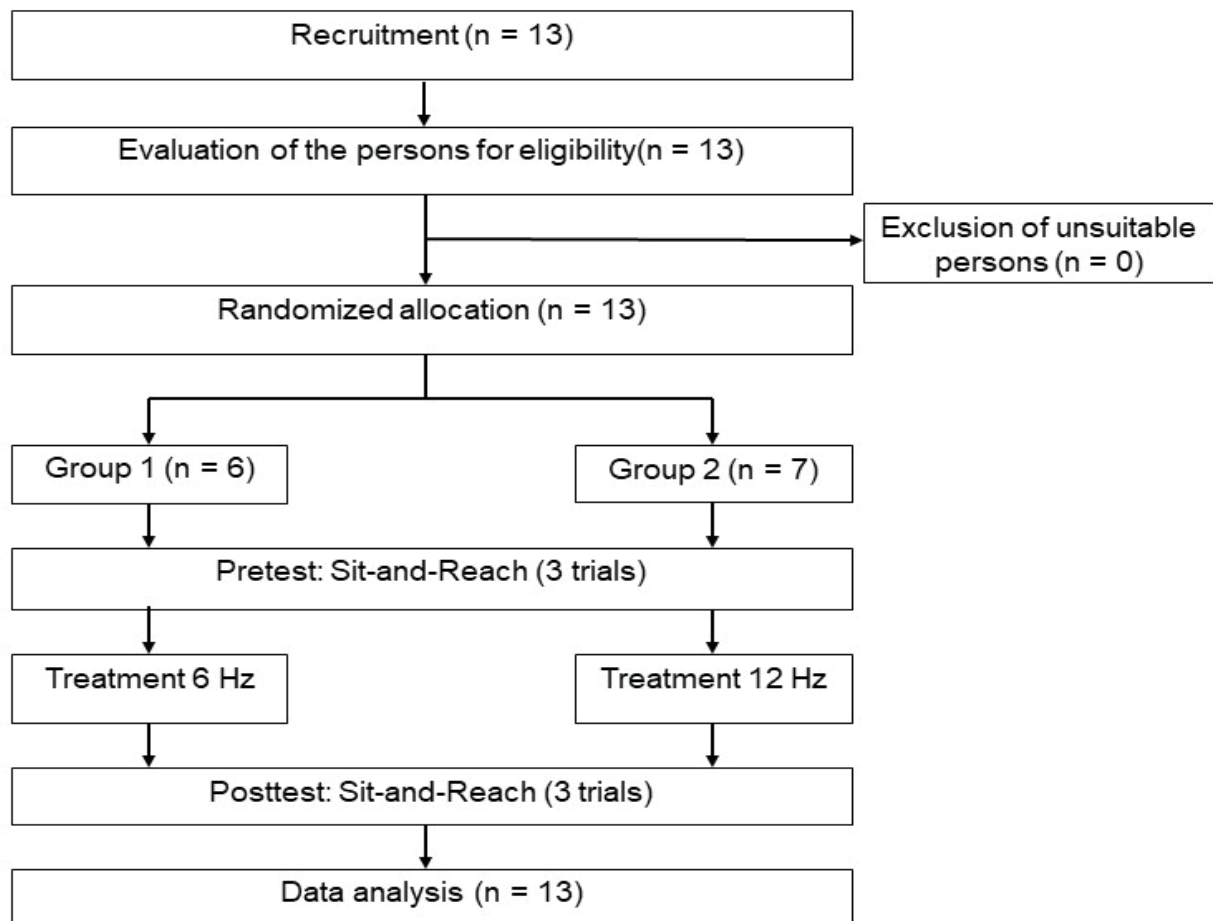 Recruitment (n = 13)
Evaluation of the persons for eligibility(n = 13)
Exclusion of unsuitable
persons (n = 0)
Randomized allocation (n = 13)
Group 1 (n = 6)
Group 2 (n = 7)
Pretest: Sit-and-Reach (3 trials)
Treatment 6 Hz
Treatment 12 Hz
Posttest: Sit-and-Reach (3 trials)
Data analysis (n = 13)